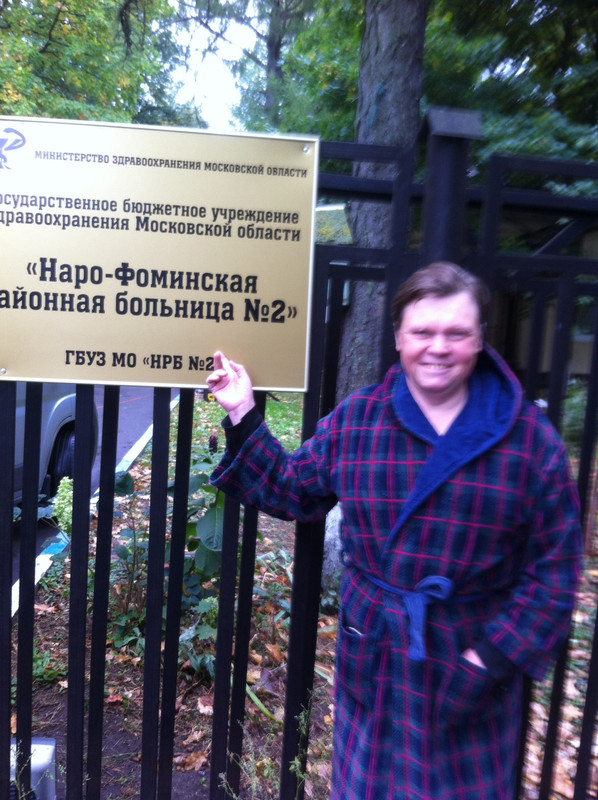 МИНИСТЕРСТВО ЗДРАВООХРАНЕНИЯ МОСКОВСКОЙ ОБЛАСТИ
осударственное бюджетное учреждение
дравоохранения Московской области
«Наро-Фоминская
айонная больница №2»
ГБУЗ МО «НРБ №2